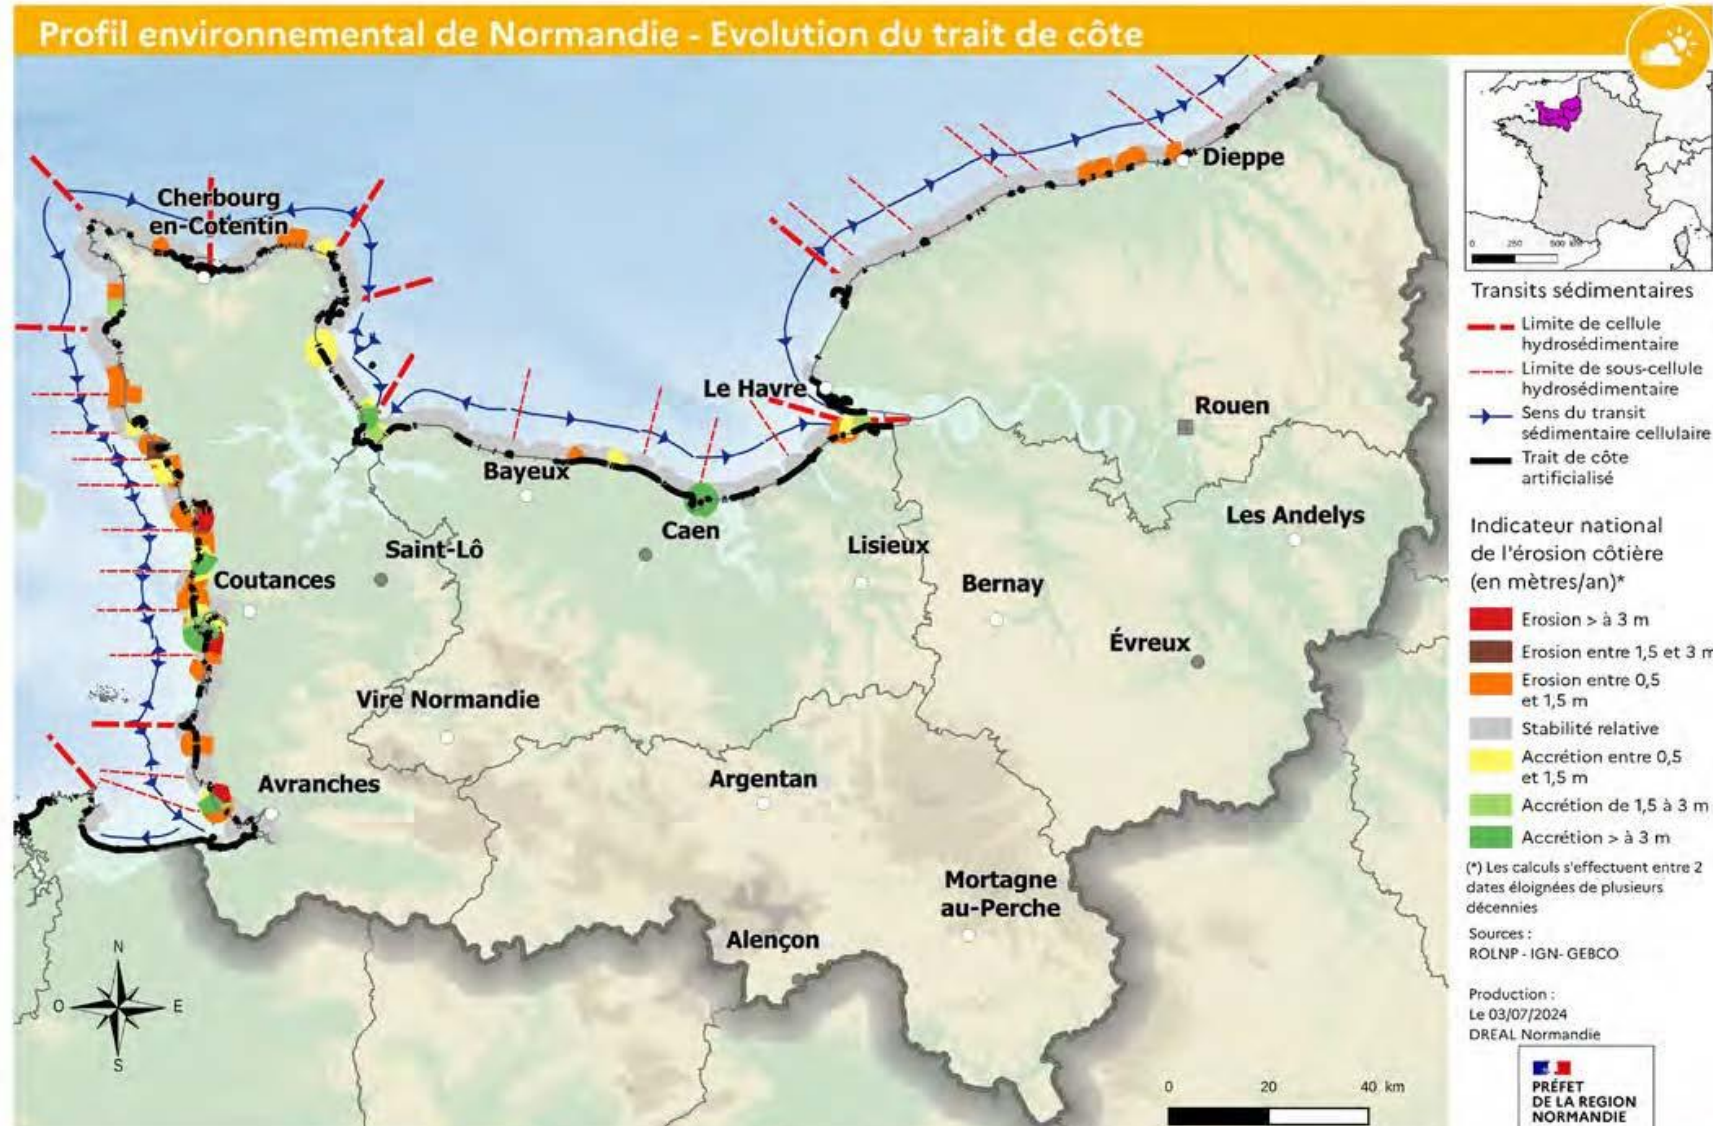 Profil environnemental de Normandie - Evolution du trait de côte
Cherbourg
en-Cotentin
Dieppe
Le Havre
Rouen
Bayeux
Caen
Les Andelys
Saint-Lô
Lisieux
Coutances
Bernay
Évreux
Vire Normandie
Avranches
Argentan
Mortagne
au-Perche
Alençon
N
O
E
S
0 20 40 km
0 250 500 km
Transits sédimentaires
Limite de cellule
hydrosédimentaire
Limite de sous-cellule
hydrosédimentaire
Sens du transit
sédimentaire cellulaire
Trait de côte
artificialisé
Indicateur national
de l'érosion côtière
(en mètres/an)*
Erosion > à 3 m
Erosion entre 1,5 et 3 m
Erosion entre 0,5
et 1,5 m
Stabilité relative
Accrétion entre 0,5
et 1,5 m
Accrétion de 1,5 à 3 m
Accrétion > à 3 m
(*) Les calculs s'effectuent entre 2
dates éloignées de plusieurs
décennies
Sources :
ROLNP - IGN- GEBCO
Production :
Le 03/07/2024
DREAL Normandie
PRÉFET
DE LA REGION
NORMANDIE